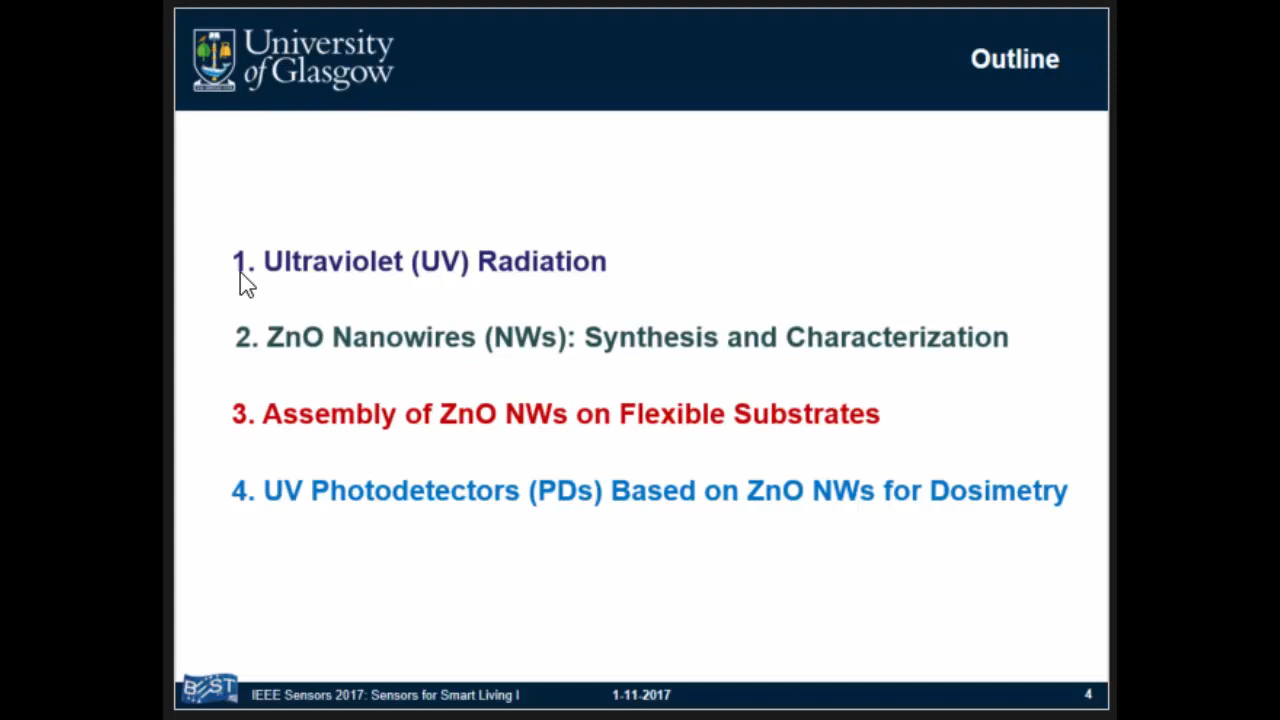 University
of Glasgow
Outline
1. Ultraviolet (UV) Radiation
2. ZnO Nanowires (NWs): Synthesis and Characterization
3. Assembly of ZnO NWs on Flexible Substrates
4. UV Photodetectors (PDs) Based on ZnO NWs for Dosimetry
BEST
IEEE Sensors 2017: Sensors for Smart Living I
1-11-2017
4